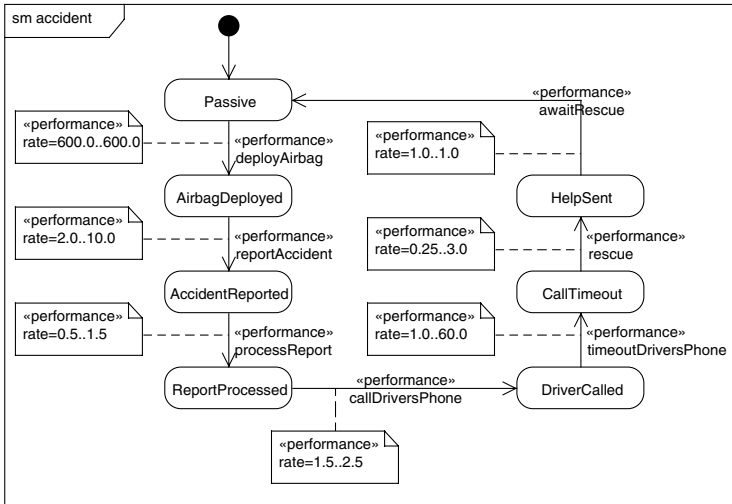 sm accident
Passive
«performance»
awaitRescue
«performance»
rate=600.0..600.0
«performance»
deployAirbag
«performance»
rate=1.0..1.0
AirbagDeployed
HelpSent
«performance»
rate=2.0..10.0
«performance»
reportAccident
«performance»
rate=0.25..3.0
«performance»
rescue
AccidentReported
CallTimeout
«performance»
rate=0.5..1.5
«performance»
processReport
«performance»
rate=1.0..60.0
«performance»
timeoutDriversPhone
ReportProcessed
«performance»
callDriversPhone
DriverCalled
«performance»
rate=1.5..2.5